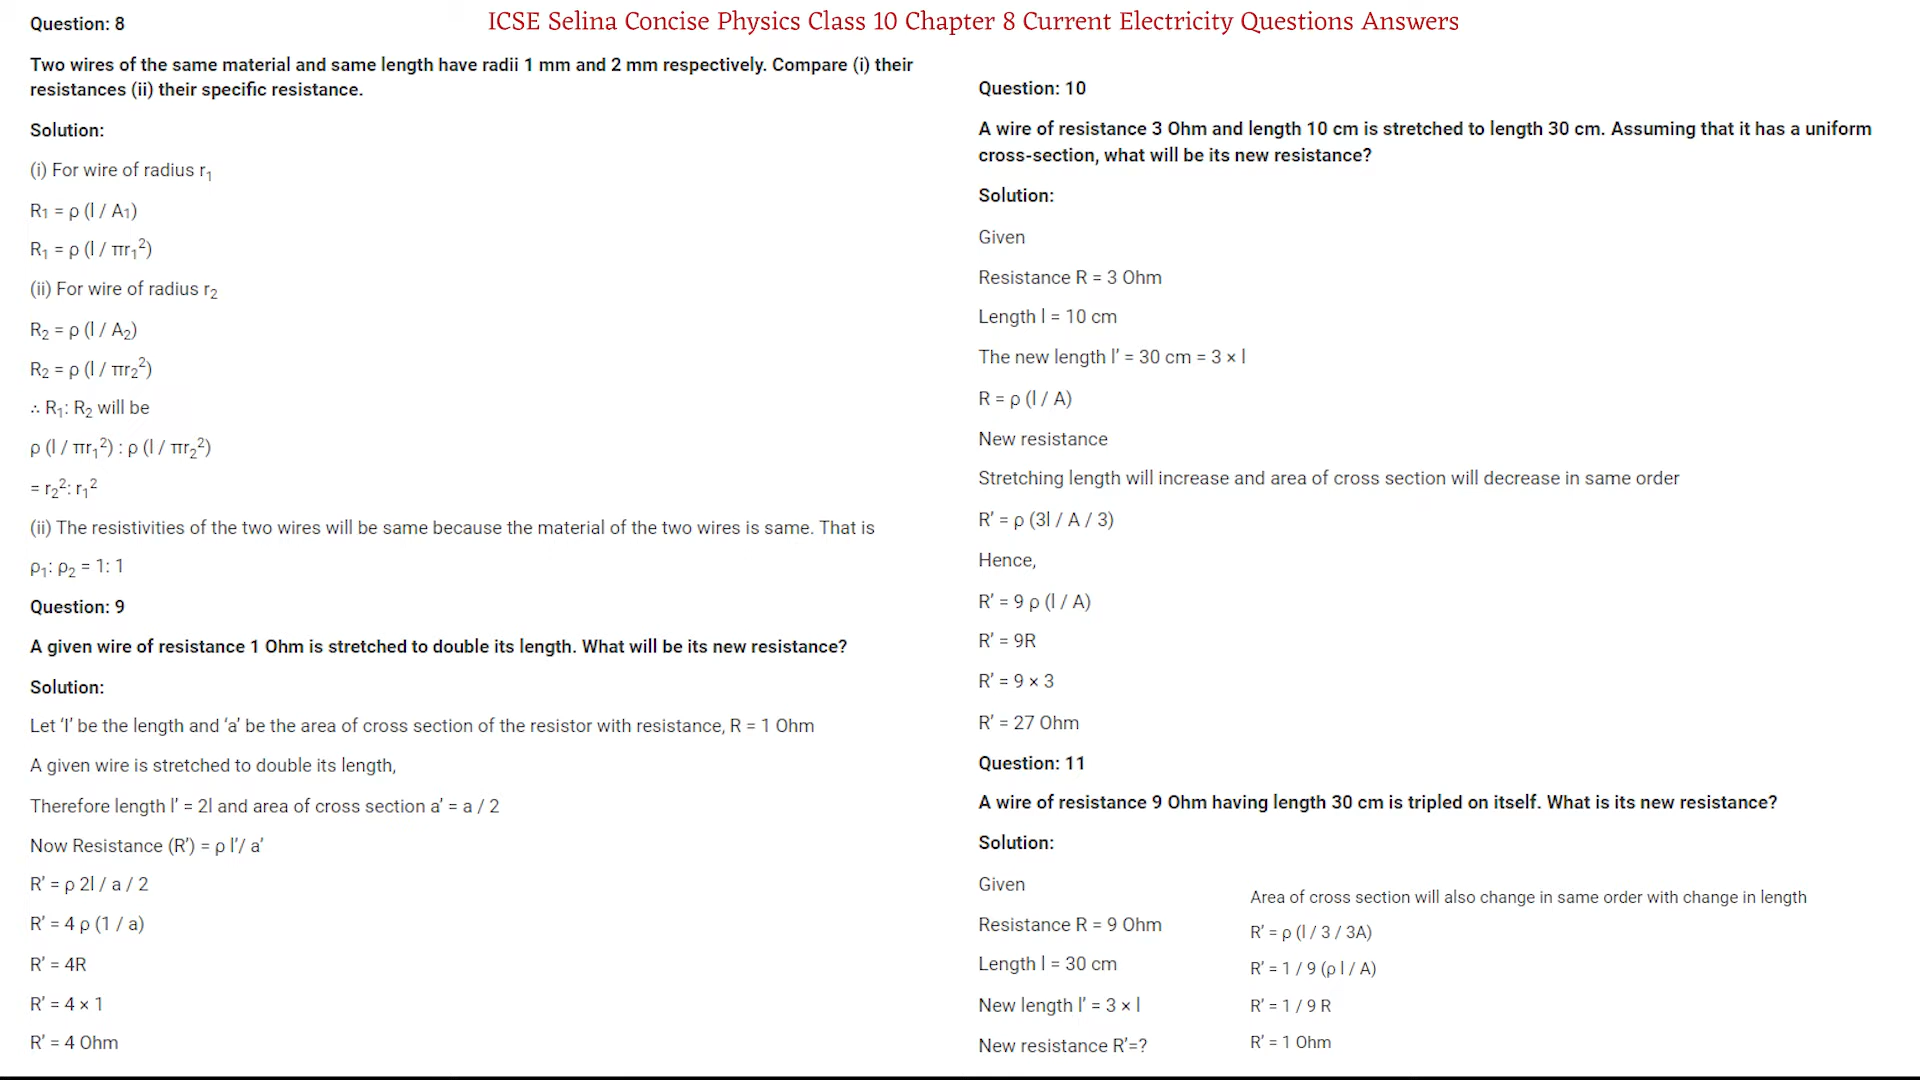 ICSE Selina Concise Physics Class 10 Chapter 8 Current Electricity Questions Answers
Question: 8
Two wires of the same material and same length have radii 1 mm and 2 mm respectively. Compare (i) their
resistances (ii) their specific resistance.
Solution:
(i) For wire of radius r₁
R₁ = ρ (l / A₁)
R₁ = ρ (l / πr₁²)
(ii) For wire of radius r₂
R₂ = ρ (l / A₂)
R₂ = ρ (l / πr₂²)
∴ R₁: R₂ will be
ρ (l / πr₁²) : ρ (l / πr₂²)
= r₂²: r₁²
(ii) The resistivities of the two wires will be same because the material of the two wires is same. That is
ρ₁: ρ₂ = 1: 1
Question: 9
A given wire of resistance 1 Ohm is stretched to double its length. What will be its new resistance?
Solution:
Let ‘l’ be the length and ‘a’ be the area of cross section of the resistor with resistance, R = 1 Ohm
A given wire is stretched to double its length,
Therefore length l’ = 2l and area of cross section a’ = a / 2
Now Resistance (R’) = ρ l’/ a’
R’ = ρ 2l / a / 2
R’ = 4 ρ (1 / a)
R’ = 4R
R’ = 4 × 1
R’ = 4 Ohm
Question: 10
A wire of resistance 3 Ohm and length 10 cm is stretched to length 30 cm. Assuming that it has a uniform
cross-section, what will be its new resistance?
Solution:
Given
Resistance R = 3 Ohm
Length l = 10 cm
The new length l’ = 30 cm = 3 × l
R = ρ (l / A)
New resistance
Stretching length will increase and area of cross section will decrease in same order
R’ = ρ (3l / A / 3)
Hence,
R’ = 9 ρ (l / A)
R’ = 9R
R’ = 9 × 3
R’ = 27 Ohm
Question: 11
A wire of resistance 9 Ohm having length 30 cm is tripled on itself. What is its new resistance?
Solution:
Given
Resistance R = 9 Ohm
Length l = 30 cm
New length l’ = 3 × l
New resistance R’=?
Area of cross section will also change in same order with change in length
R’ = ρ (l / 3 / 3A)
R’ = 1 / 9 (ρ l / A)
R’ = 1 / 9 R
R’ = 1 Ohm